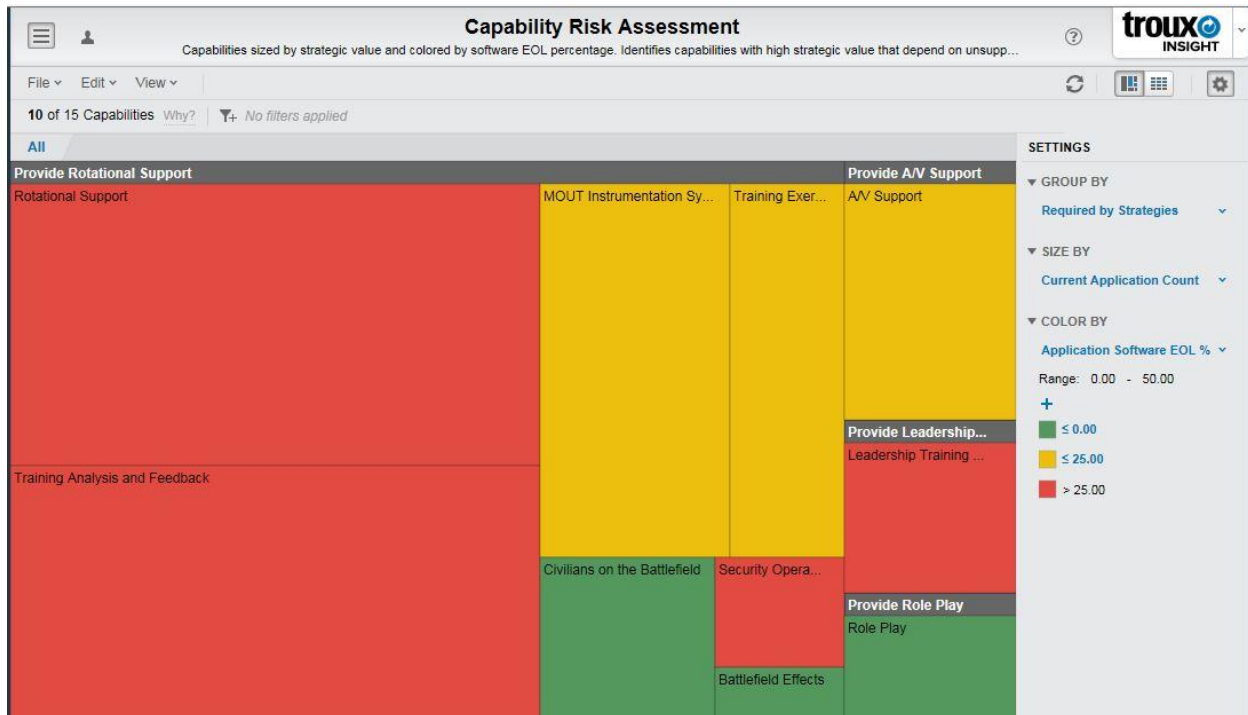 Capability Risk Assessment
Capabilities sized by strategic value and colored by software EOL percentage. Identifies capabilities with high strategic value that depend on unsupp...
?
troux
INSIGHT
File Edit View
10 of 15 Capabilities Why? No filters applied
All
Provide Rotational Support
Rotational Support
Training Analysis and Feedback
MOUT Instrumentation Sy...
Training Exer...
Civilians on the Battlefield
Security Opera...
Battlefield Effects
Provide A/V Support
A/V Support
Provide Leadership...
Leadership Training ...
Provide Role Play
Role Play
SETTINGS
GROUP BY
Required by Strategies
SIZE BY
Current Application Count
COLOR BY
Application Software EOL %
Range: 0.00 - 50.00
+
≤ 0.00
≤ 25.00
> 25.00